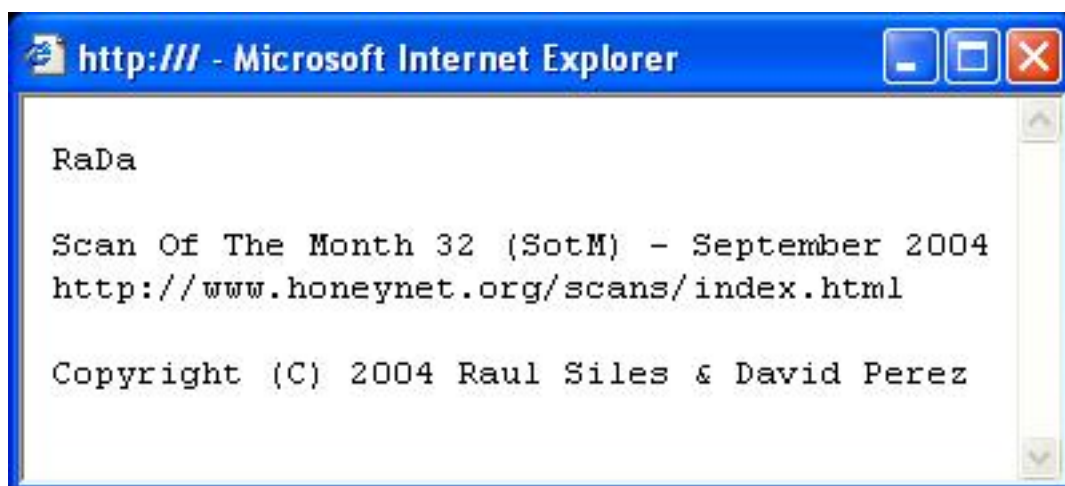 http:/// - Microsoft Internet Explorer
RaDa
Scan Of The Month 32 (SotM) - September 2004
http://www.honeynet.org/scans/index.html
Copyright (C) 2004 Raul Siles & David Perez